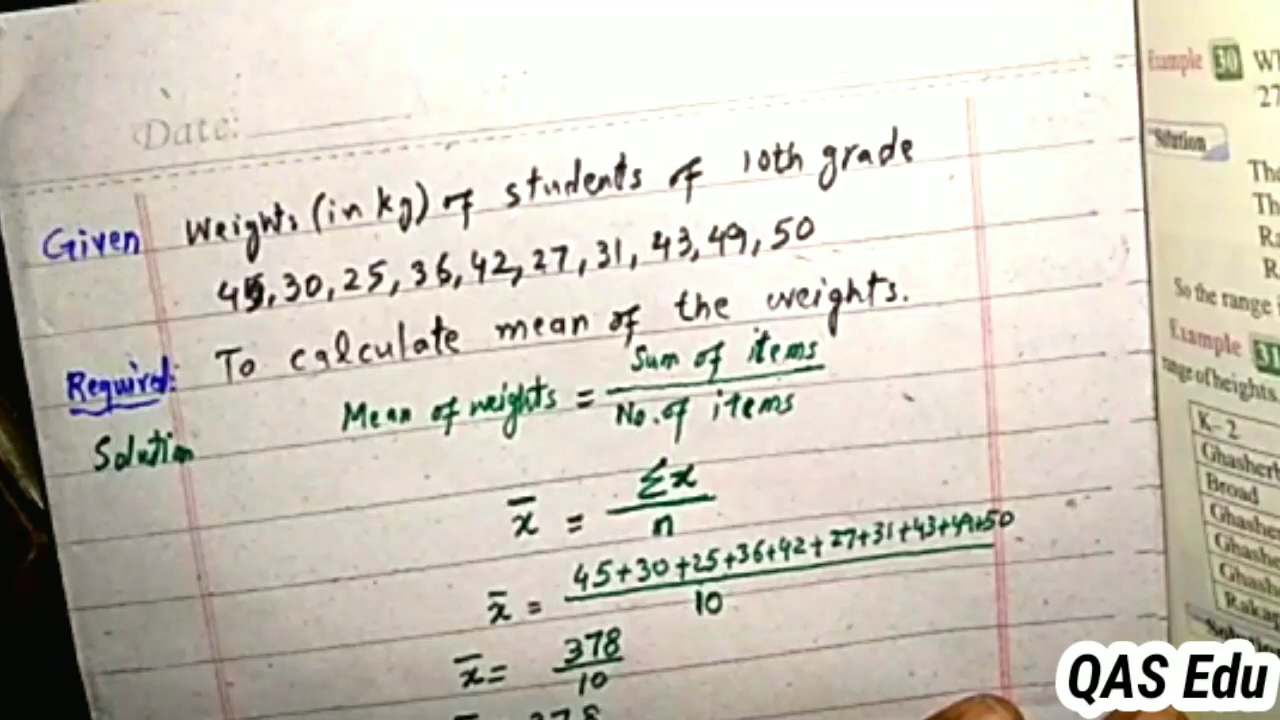 Date:
Given Weights (in kg) of students of 10th grade
45, 30, 25, 36, 42, 27, 31, 43, 49, 50
Required: To calculate mean of the weights.
Solution Mean of weights = Sum of items / No. of items
x̄ = Σx / n
x̄ = 45+30+25+36+42+27+31+43+49+50 / 10
x̄ = 378 / 10
Example 30
27
Solution
So the range
Example 31
range of heights
K-2
Broad
QAS Edu